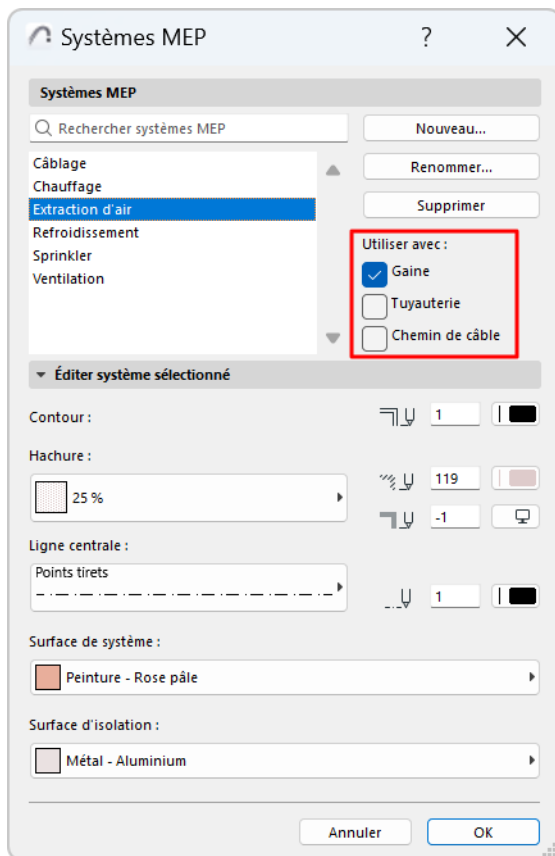 Systèmes MEP
?
Systèmes MEP
Rechercher systèmes MEP
Nouveau...
Câblage
Renommer...
Chauffage
Extraction d'air
Supprimer
Refroidissement
Sprinkler
Ventilation
Utiliser avec :
Gaine
Tuyauterie
Chemin de câble
Éditer système sélectionné
Contour :
1
Hachure :
25 %
119
-1
Ligne centrale :
Points tirets
1
Surface de système :
Peinture - Rose pâle
Surface d'isolation :
Métal - Aluminium
Annuler
OK